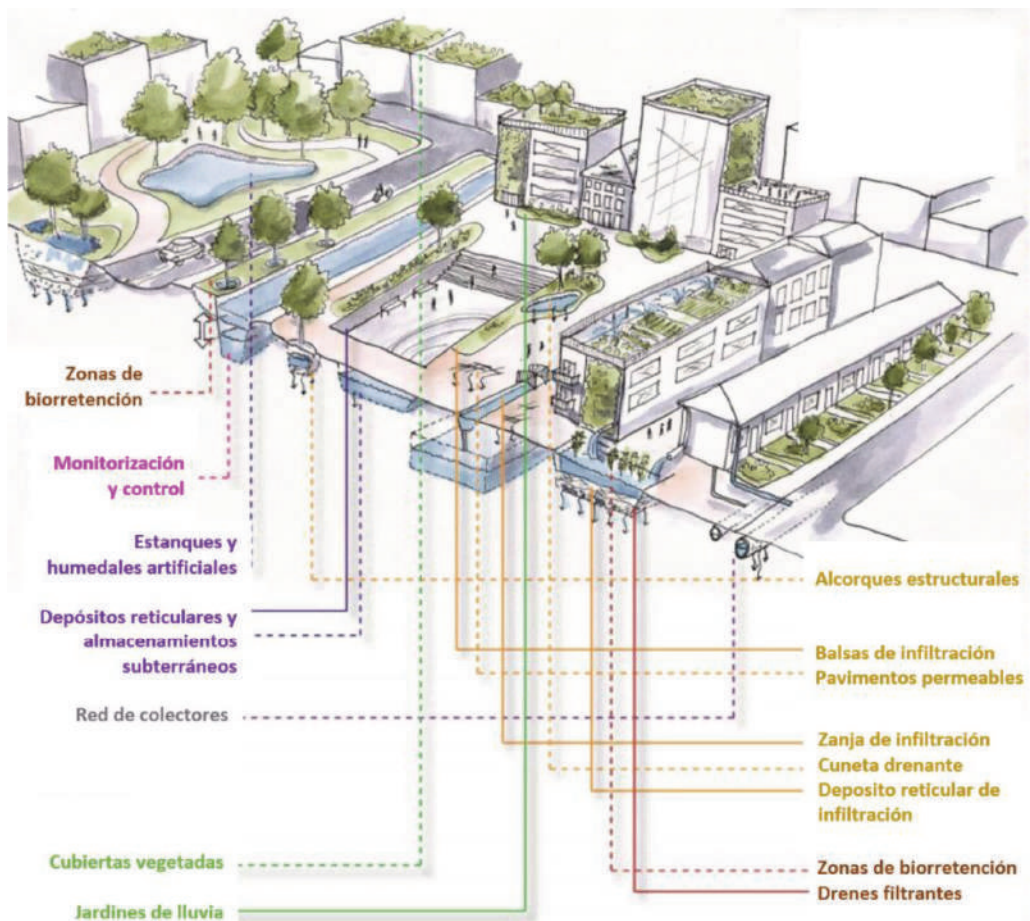 Zonas de
biorretención
Monitorización
y control
Estanques y
humedales artificiales
Depósitos reticulares y
almacenamientos
subterráneos
Red de colectores
Cubiertas vegetadas
Jardines de lluvia
Alcorques estructurales
Balsas de infiltración
Pavimentos permeables
Zanja de infiltración
Cuneta drenante
Deposito reticular de
infiltración
Zonas de biorretención
Drenes filtrantes